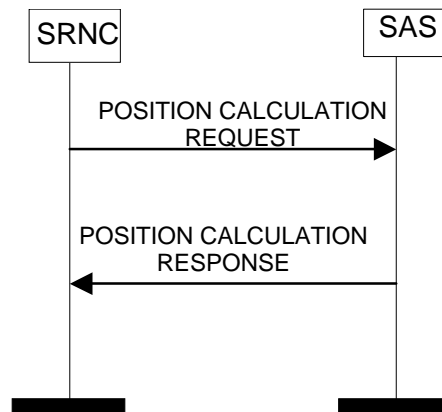 SRNC
SAS
POSITION CALCULATION
REQUEST
POSITION CALCULATION
RESPONSE